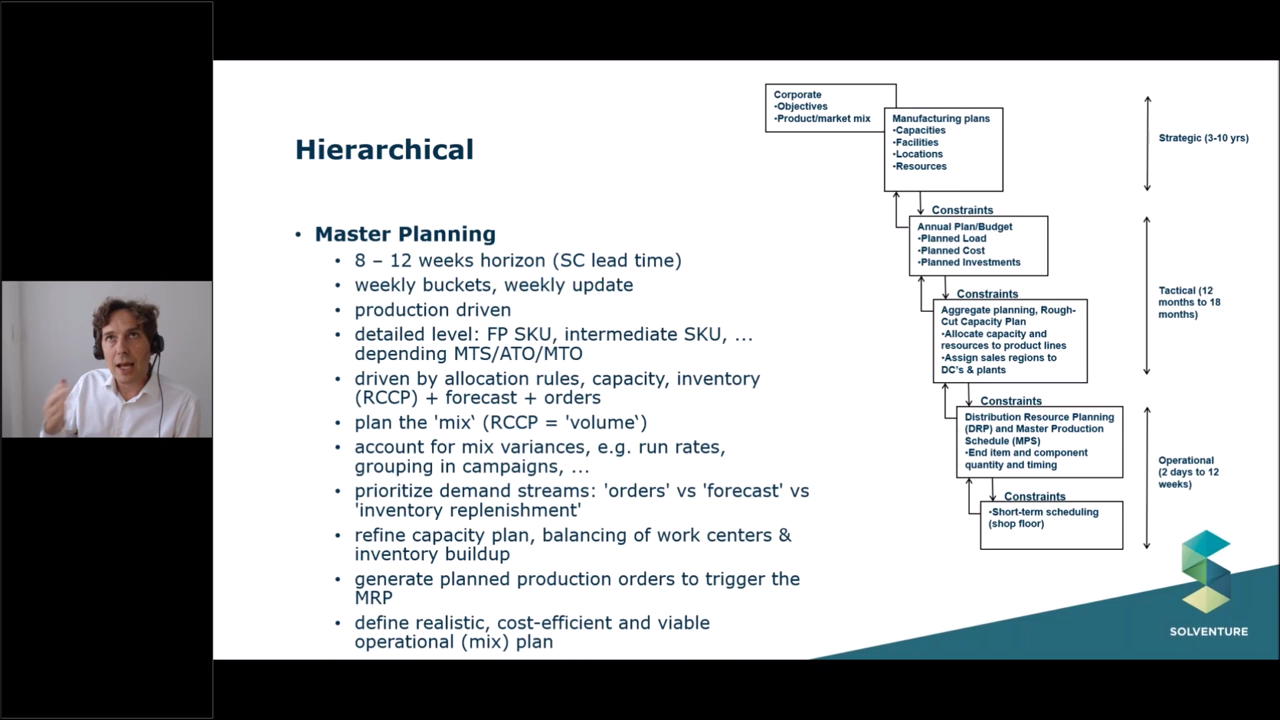 Hierarchical
• Master Planning
• 8 – 12 weeks horizon (SC lead time)
• weekly buckets, weekly update
• production driven
• detailed level: FP SKU, intermediate SKU, ...
depending MTS/ATO/MTO
• driven by allocation rules, capacity, inventory
(RCCP) + forecast + orders
• plan the 'mix‘ (RCCP = 'volume‘)
• account for mix variances, e.g. run rates,
grouping in campaigns, ...
• prioritize demand streams: 'orders' vs 'forecast' vs
'inventory replenishment'
• refine capacity plan, balancing of work centers &
inventory buildup
• generate planned production orders to trigger the
MRP
• define realistic, cost-efficient and viable
operational (mix) plan
Corporate
•Objectives
•Product/market mix
Manufacturing plans
•Capacities
•Facilities
•Locations
•Resources
Strategic (3-10 yrs)
Constraints
Annual Plan/Budget
•Planned Load
•Planned Cost
•Planned Investments
Constraints
Aggregate planning, Rough-
Cut Capacity Plan
•Allocate capacity and
resources to product lines
•Assign sales regions to
DC's & plants
Tactical (12
months to 18
months)
Constraints
Distribution Resource Planning
(DRP) and Master Production
Schedule (MPS)
•End item and component
quantity and timing
Constraints
•Short-term scheduling
(shop floor)
Operational
(2 days to 12
weeks)
SOLVENTURE